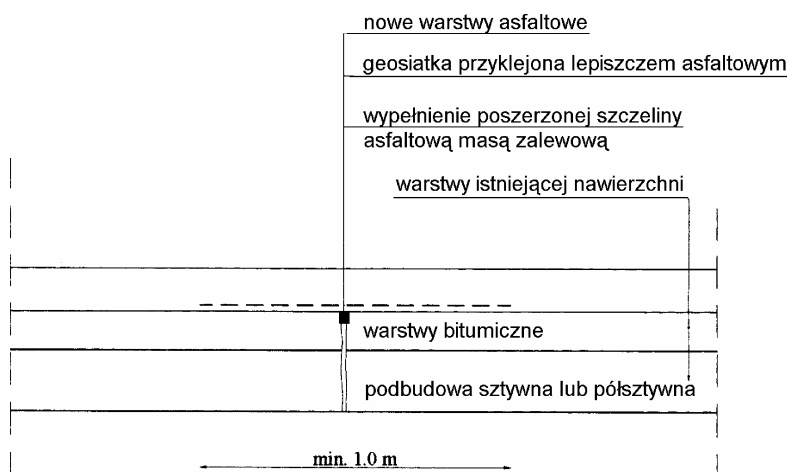 nowe warstwy asfaltowe
geosiatka przyklejona lepiszczem asfaltowym
wypełnienie poszerzonej szczeliny
asfaltową masą zalewową
warstwy istniejącej nawierzchni
warstwy bitumiczne
podbudowa sztywna lub półsztywna
min. 1.0 m